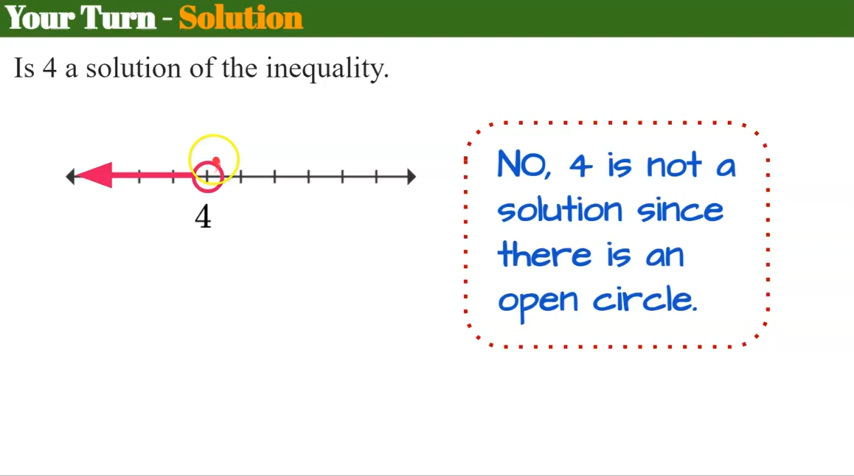 Your Turn - Solution
Is 4 a solution of the inequality.
4
NO, 4 is not a
solution since
there is an
open circle.